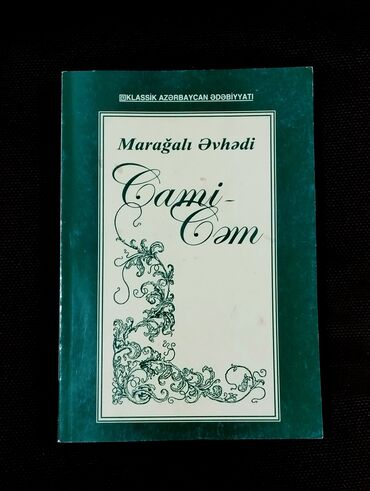 KLASSİK AZƏRBAYCAN ƏDƏBİYYATI
Marağalı Əvhədi
Cami-
Cəm